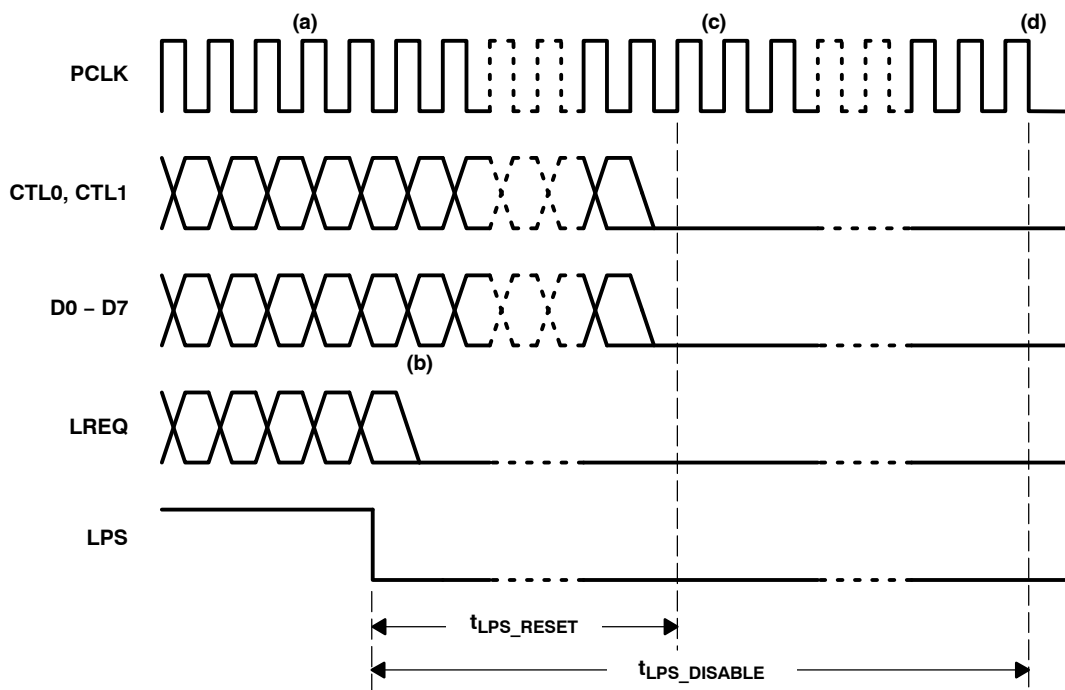 (a) (c) (d)
PCLK
CTL0, CTL1
D0 – D7
(b)
LREQ
LPS
tLPS_RESET
tLPS_DISABLE